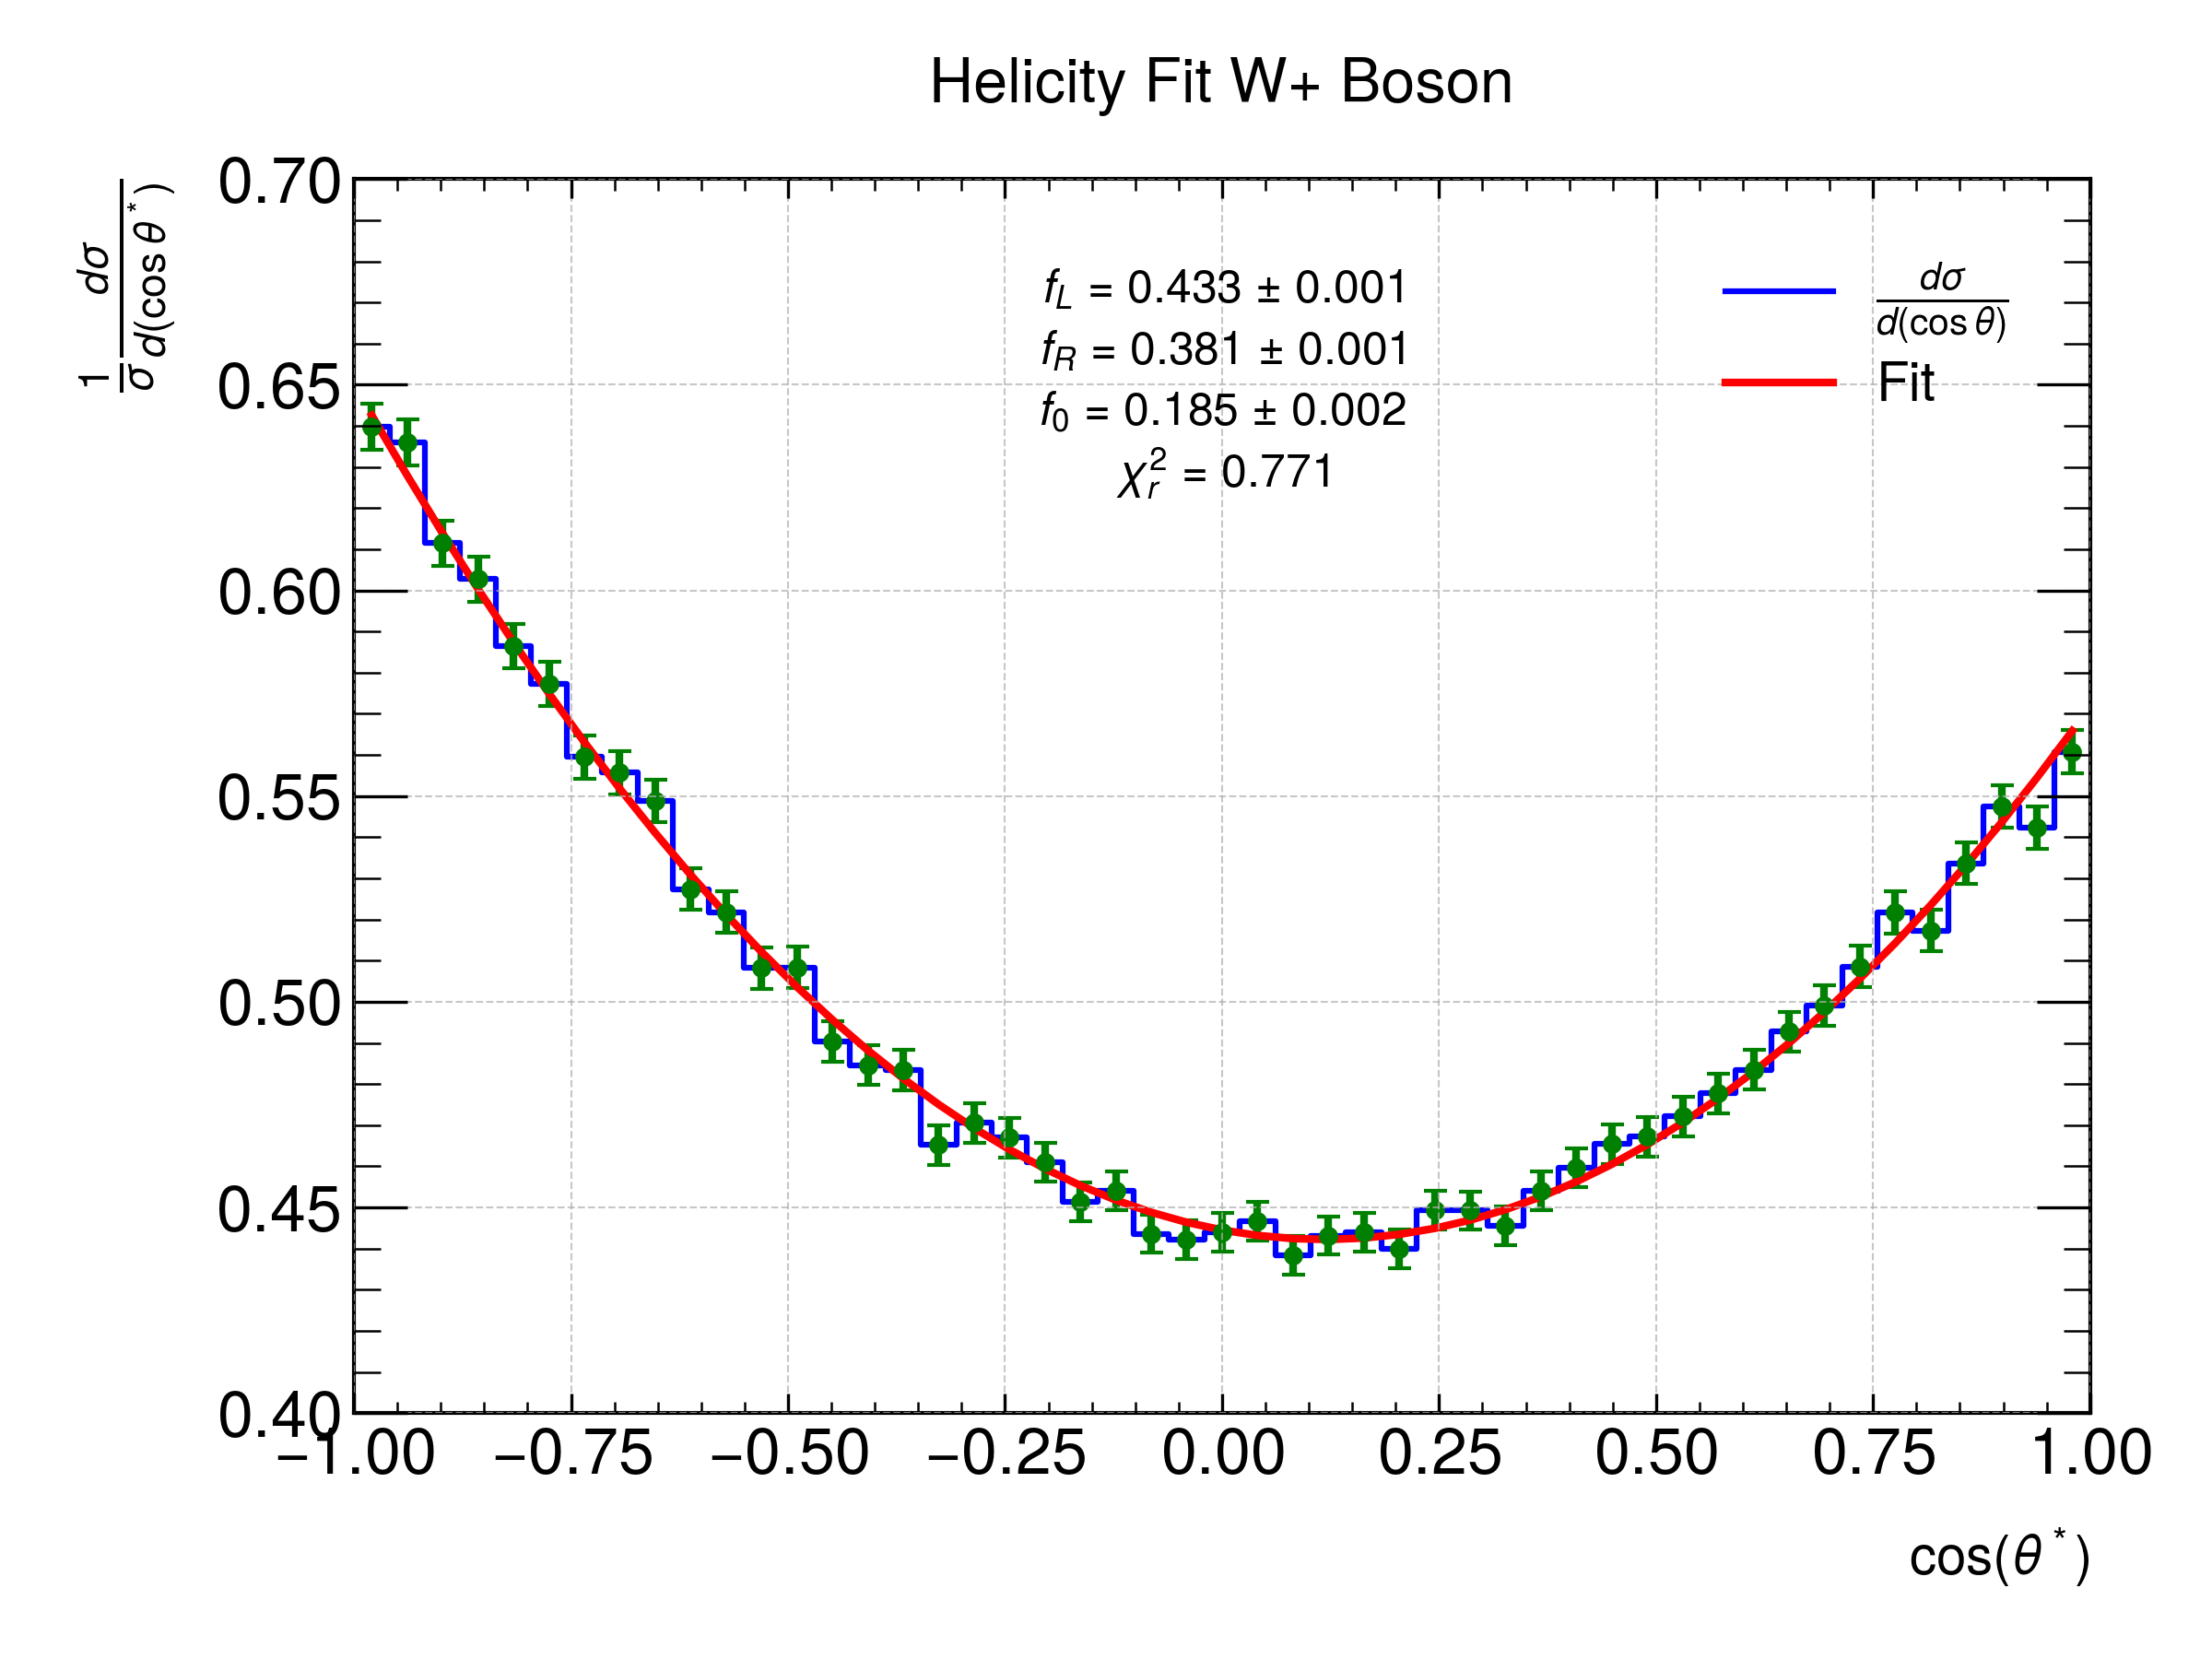 Helicity Fit W+ Boson
1/σ dσ/d(cos θ*)
0.70
0.65
0.60
0.55
0.50
0.45
0.40
f_L = 0.433 ± 0.001
f_R = 0.381 ± 0.001
f_0 = 0.185 ± 0.002
χ_r^2 = 0.771
dσ/d(cos θ)
Fit
−1.00 −0.75 −0.50 −0.25 0.00 0.25 0.50 0.75 1.00
cos(θ*)